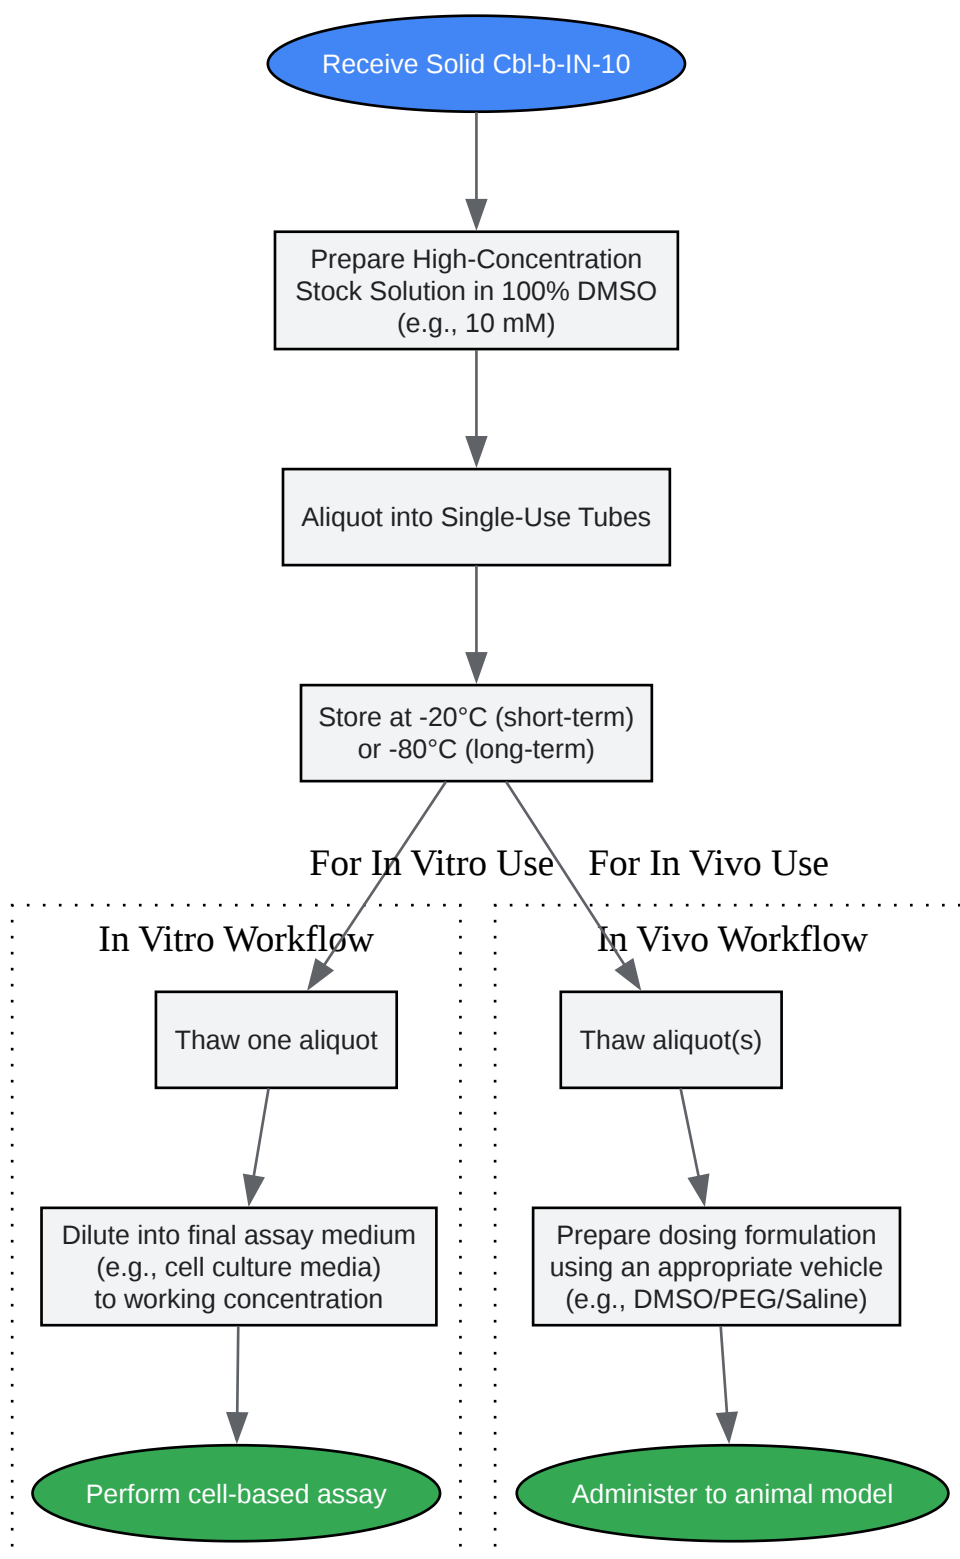 Receive Solid Cbl-b-IN-10
Prepare High-Concentration
Stock Solution in 100% DMSO
(e.g., 10 mM)
Aliquot into Single-Use Tubes
Store at -20°C (short-term)
or -80°C (long-term)
For In Vitro Use
For In Vivo Use
In Vitro Workflow
Thaw one aliquot
Dilute into final assay medium
(e.g., cell culture media)
to working concentration
Perform cell-based assay
In Vivo Workflow
Thaw aliquot(s)
Prepare dosing formulation
using an appropriate vehicle
(e.g., DMSO/PEG/Saline)
Administer to animal model